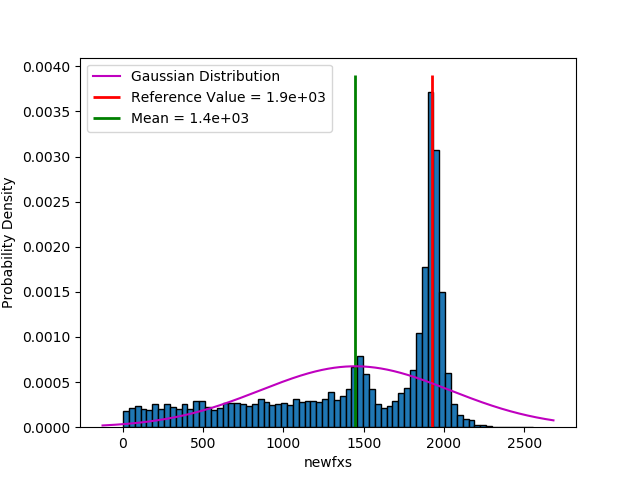 Gaussian Distribution
Reference Value = 1.9e+03
Mean = 1.4e+03
0.0040
0.0035
0.0030
0.0025
0.0020
0.0015
0.0010
0.0005
0.0000
Probability Density
0 500 1000 1500 2000 2500
newfxs